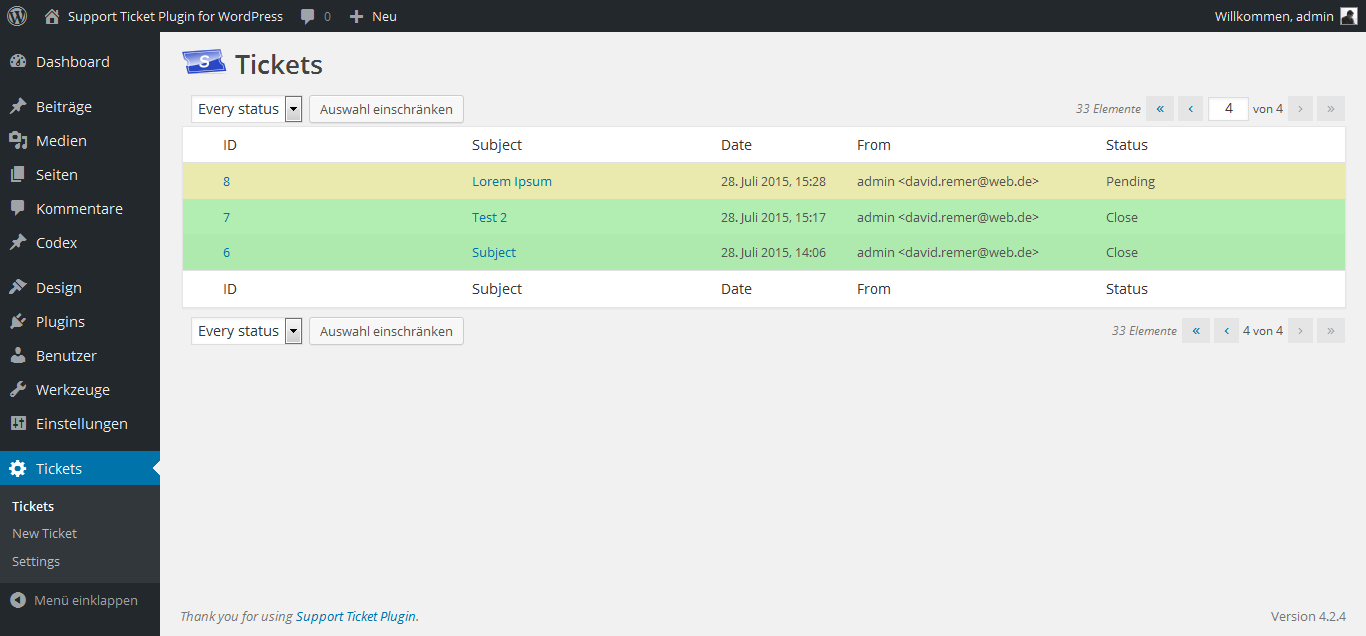 Support Ticket Plugin for WordPress 0 Neu Willkommen, admin
Dashboard
Beiträge
Medien
Seiten
Kommentare
Codex
Design
Plugins
Benutzer
Werkzeuge
Einstellungen
Tickets
Tickets
New Ticket
Settings
Menü einklappen
S Tickets
Every status Auswahl einschränken 33 Elemente « ‹ 4 von 4 › »
ID Subject Date From Status
8 Lorem Ipsum 28. Juli 2015, 15:28 admin <david.remer@web.de> Pending
7 Test 2 28. Juli 2015, 15:17 admin <david.remer@web.de> Close
6 Subject 28. Juli 2015, 14:06 admin <david.remer@web.de> Close
ID Subject Date From Status
Every status Auswahl einschränken 33 Elemente « ‹ 4 von 4 › »
Thank you for using Support Ticket Plugin. Version 4.2.4